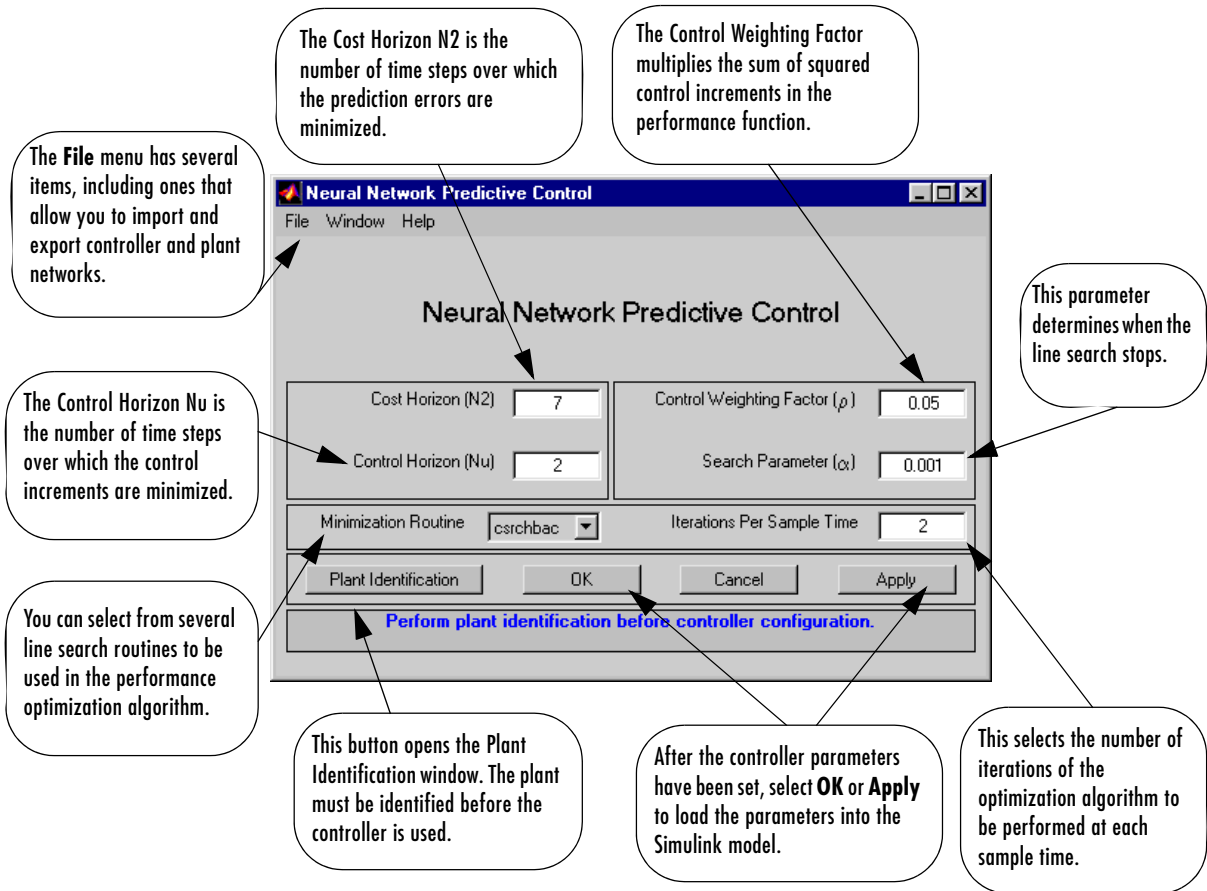 The Cost Horizon N2 is the
number of time steps over which
the prediction errors are
minimized.
The Control Weighting Factor
multiplies the sum of squared
control increments in the
performance function.
The File menu has several
items, including ones that
allow you to import and
export controller and plant
networks.
Neural Network Predictive Control
File Window Help
Neural Network Predictive Control
This parameter
determines when the
line search stops.
The Control Horizon Nu is
the number of time steps
over which the control
increments are minimized.
Cost Horizon (N2) 7
Control Weighting Factor (ρ) 0.05
Control Horizon (Nu) 2
Search Parameter (α) 0.001
Minimization Routine csrchbac
Iterations Per Sample Time 2
Plant Identification OK Cancel Apply
Perform plant identification before controller configuration.
You can select from several
line search routines to be
used in the performance
optimization algorithm.
This button opens the Plant
Identification window. The plant
must be identified before the
controller is used.
After the controller parameters
have been set, select OK or Apply
to load the parameters into the
Simulink model.
This selects the number of
iterations of the
optimization algorithm to
be performed at each
sample time.